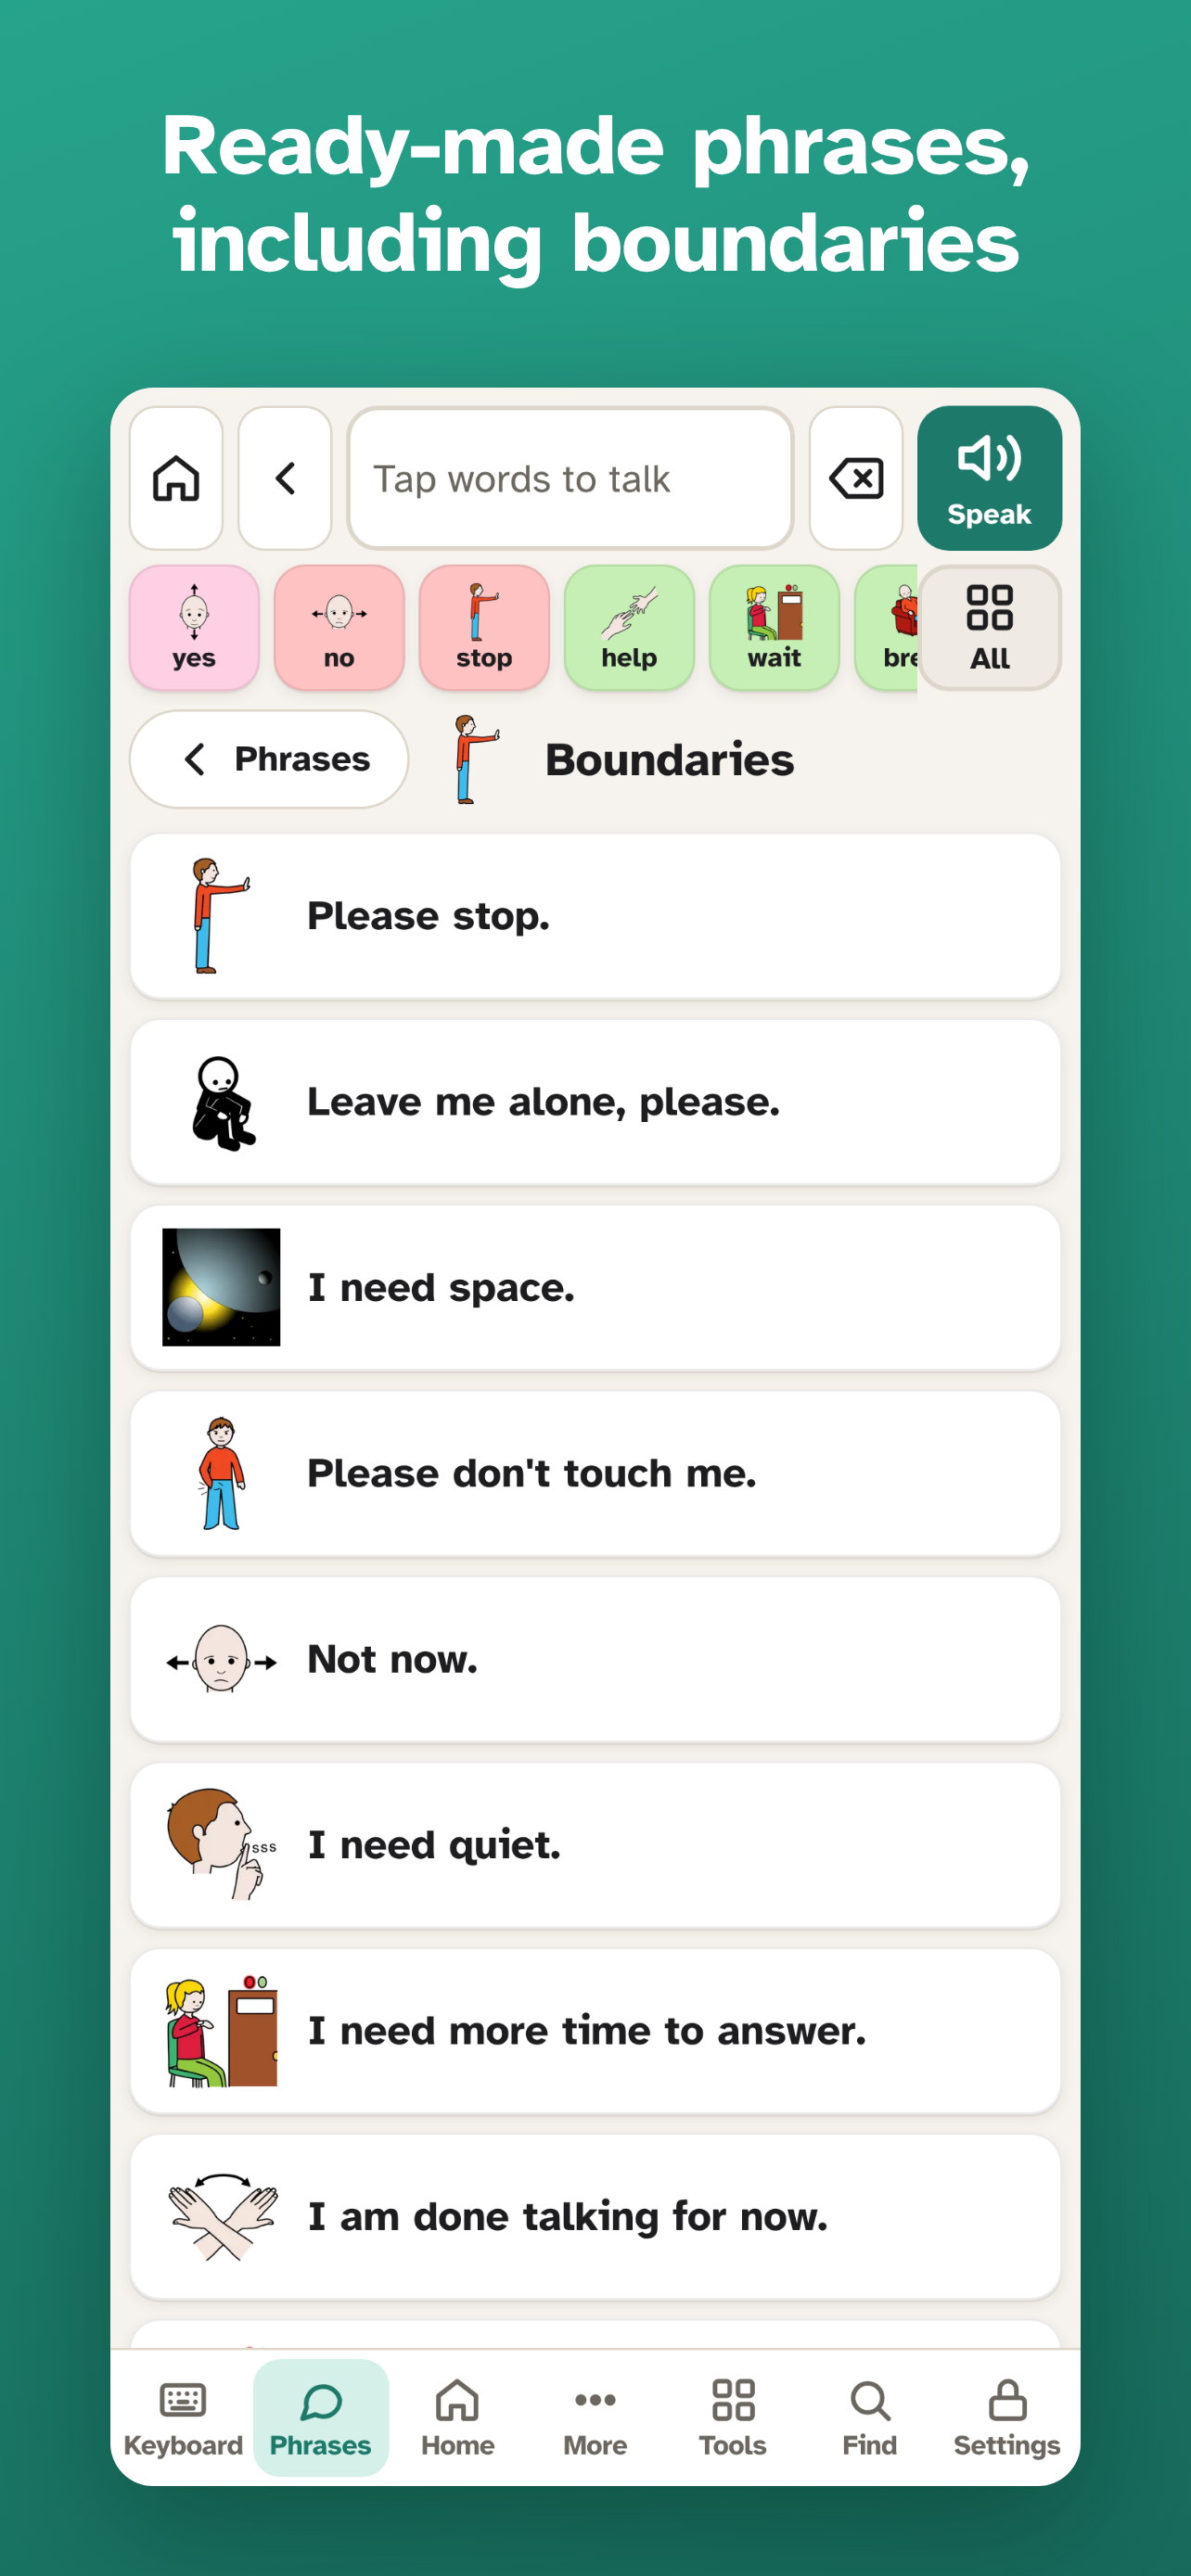 Ready-made phrases,
including boundaries
Tap words to talk
Speak
yes
no
stop
help
wait
bre
All
Phrases
Boundaries
Please stop.
Leave me alone, please.
I need space.
Please don't touch me.
Not now.
sss
I need quiet.
I need more time to answer.
I am done talking for now.
Keyboard
Phrases
Home
More
Tools
Find
Settings